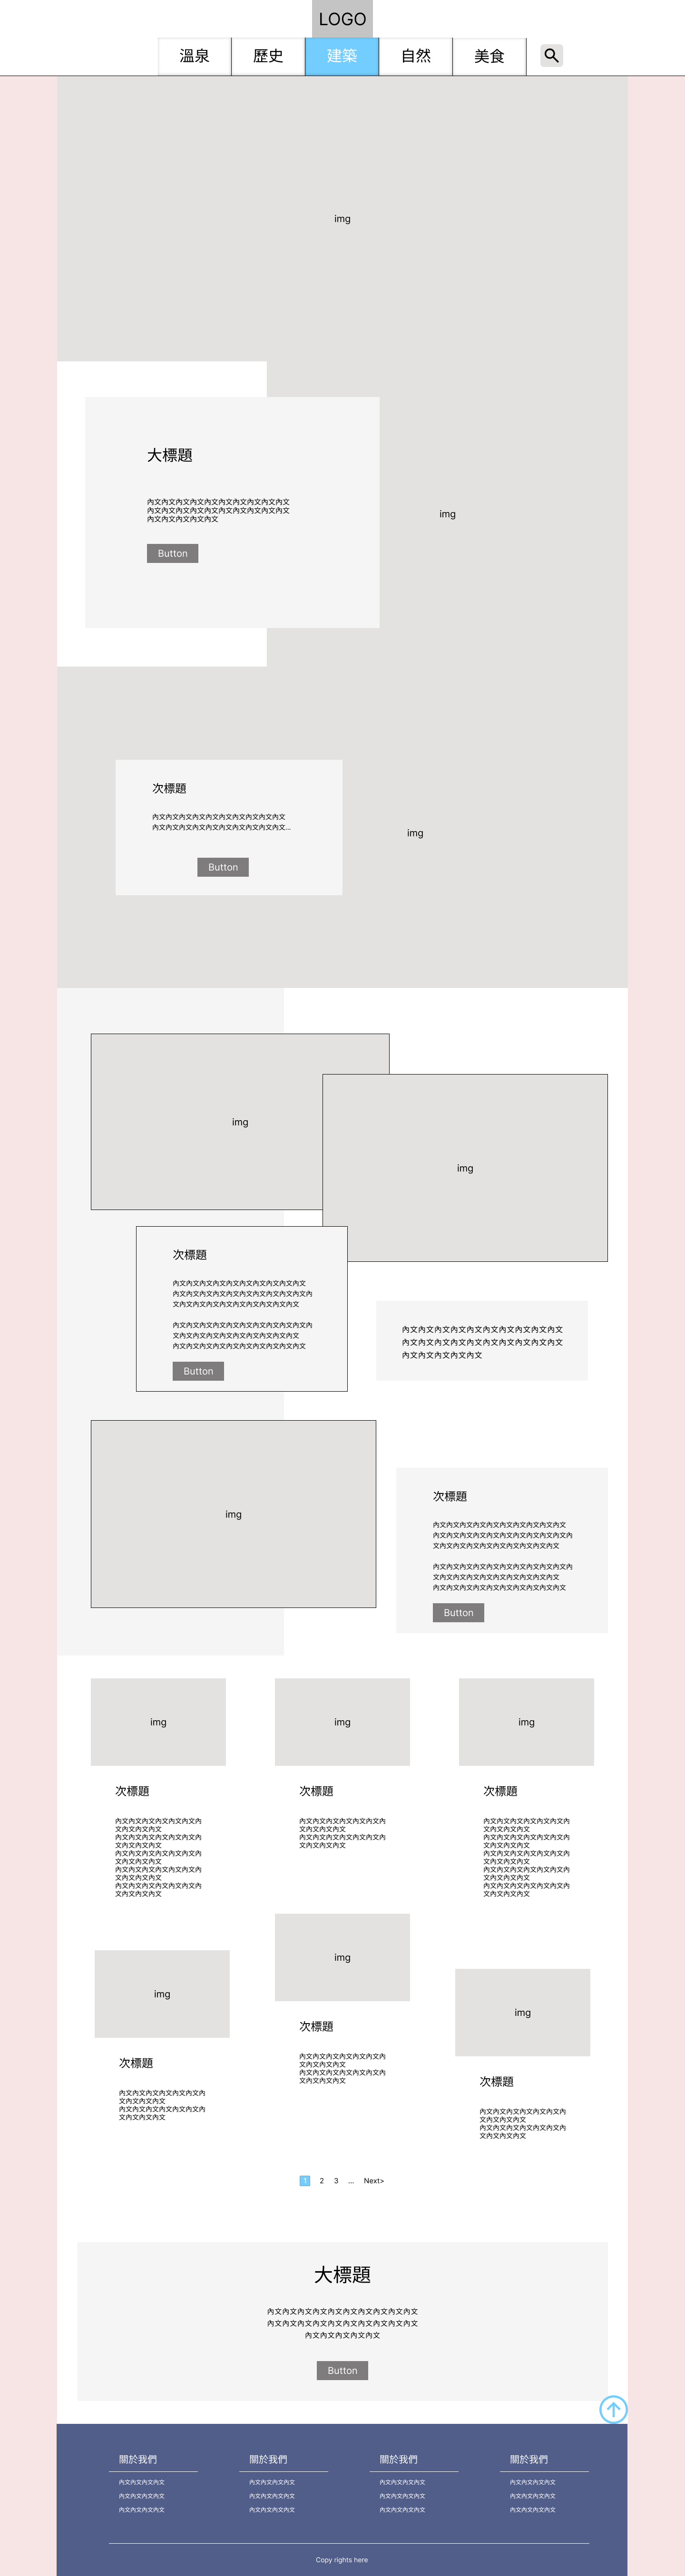 LOGO
溫泉
歷史
建築
自然
美食
img
大標題
內文內文內文內文內文內文內文內文內文內文
內文內文內文內文內文內文內文內文內文內文
內文內文內文內文內文
Button
img
次標題
內文內文內文內文內文內文內文內文內文內文
內文內文內文內文內文內文內文內文內文內文...
Button
img
img
img
次標題
內文內文內文內文內文內文內文內文內文內文
內文內文內文內文內文內文內文內文內文內文內
文內文內文內文內文內文內文內文內文內文
內文內文內文內文內文內文內文內文內文內文內
文內文內文內文內文內文內文內文內文內文
內文內文內文內文內文內文內文內文內文內文
Button
內文內文內文內文內文內文內文內文內文內文
內文內文內文內文內文內文內文內文內文內文
內文內文內文內文內文
img
次標題
內文內文內文內文內文內文內文內文內文內文
內文內文內文內文內文內文內文內文內文內文內
文內文內文內文內文內文內文內文內文內文
內文內文內文內文內文內文內文內文內文內文內
文內文內文內文內文內文內文內文內文內文
內文內文內文內文內文內文內文內文內文內文
Button
img
次標題
內文內文內文內文內文內文內
文內文內文內文
內文內文內文內文內文內文內
文內文內文內文
內文內文內文內文內文內文內
文內文內文內文
內文內文內文內文內文內文內
文內文內文內文
內文內文內文內文內文內文內
文內文內文內文
img
次標題
內文內文內文內文內文內文內
文內文內文內文
內文內文內文內文內文內文內
文內文內文內文
img
次標題
內文內文內文內文內文內文內
文內文內文內文
內文內文內文內文內文內文內
文內文內文內文
內文內文內文內文內文內文內
文內文內文內文
內文內文內文內文內文內文內
文內文內文內文
內文內文內文內文內文內文內
文內文內文內文
img
次標題
內文內文內文內文內文內文內
文內文內文內文
內文內文內文內文內文內文內
文內文內文內文
img
次標題
內文內文內文內文內文內文內
文內文內文內文
內文內文內文內文內文內文內
文內文內文內文
img
次標題
內文內文內文內文內文內文內
文內文內文內文
內文內文內文內文內文內文內
文內文內文內文
1 2 3 ... Next>
大標題
內文內文內文內文內文內文內文內文內文內文
內文內文內文內文內文內文內文內文內文內文
內文內文內文內文內文
Button
關於我們
內文內文內文內文
內文內文內文內文
內文內文內文內文
關於我們
內文內文內文內文
內文內文內文內文
內文內文內文內文
關於我們
內文內文內文內文
內文內文內文內文
內文內文內文內文
關於我們
內文內文內文內文
內文內文內文內文
內文內文內文內文
Copy rights here